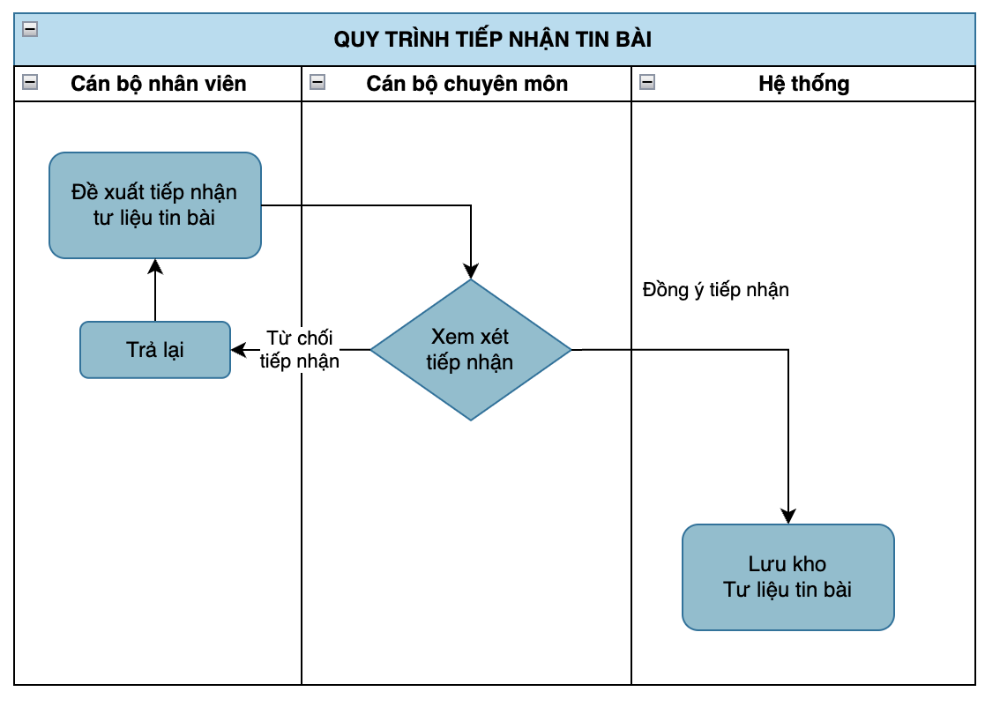 QUY TRÌNH TIẾP NHẬN TIN BÀI
Cán bộ nhân viên
Cán bộ chuyên môn
Hệ thống
Đề xuất tiếp nhận
tư liệu tin bài
Đồng ý tiếp nhận
Trả lại
Từ chối
tiếp nhận
Xem xét
tiếp nhận
Lưu kho
Tư liệu tin bài